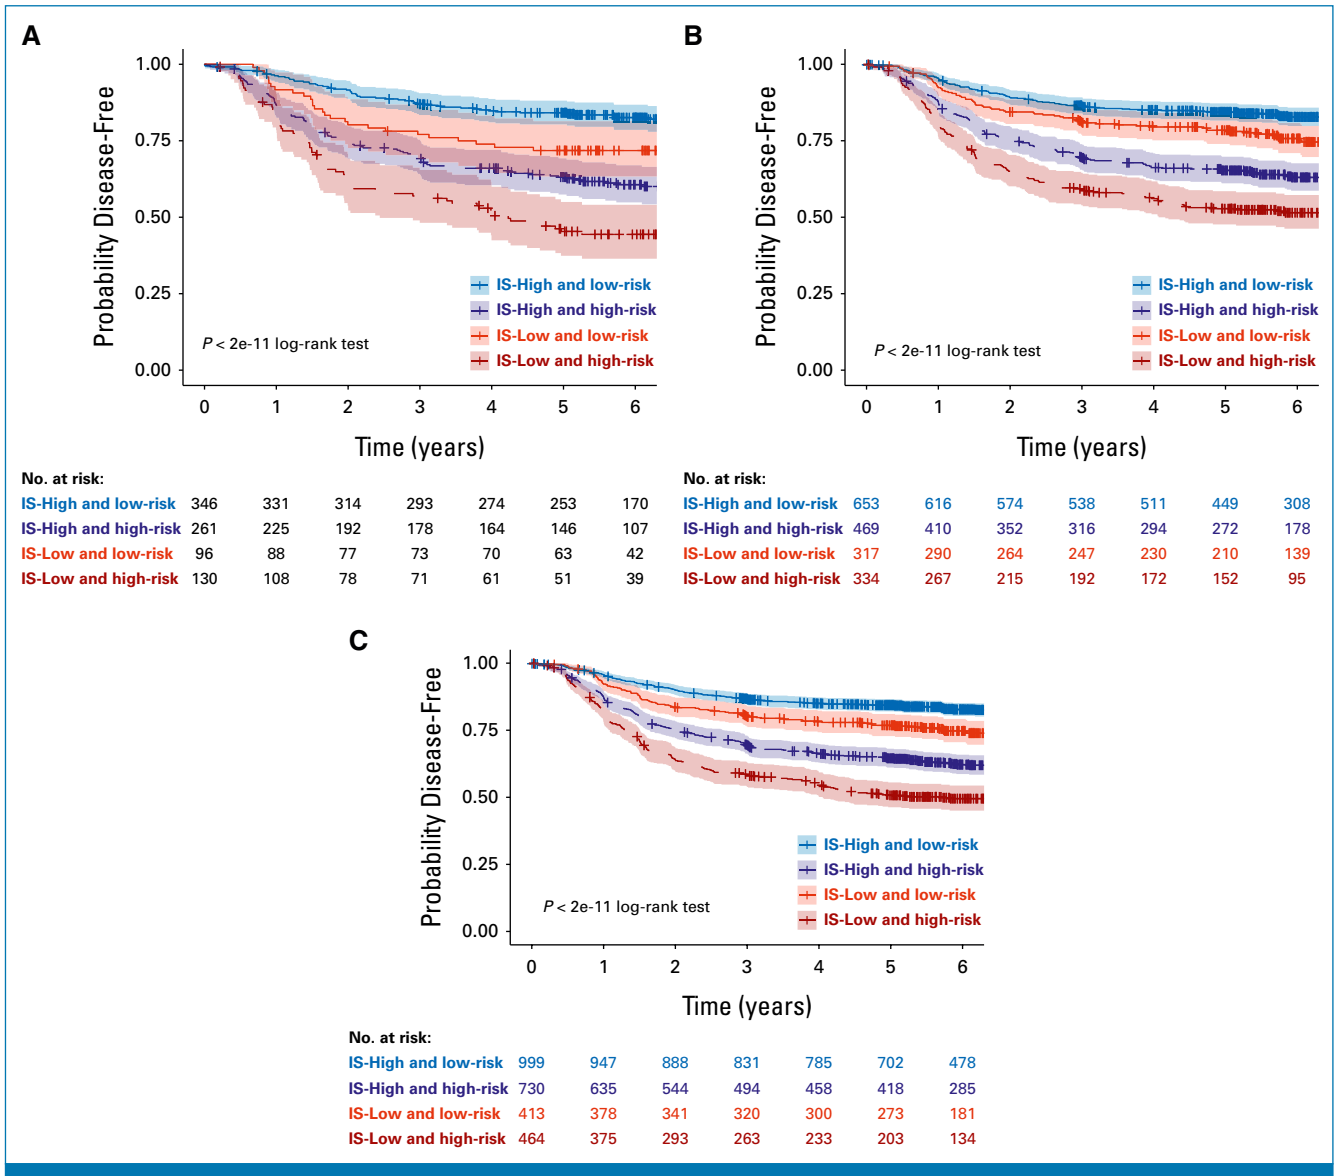 A
Probability Disease-Free
1.00
0.75
0.50
0.25
0.00
IS-High and low-risk
IS-High and high-risk
IS-Low and low-risk
IS-Low and high-risk
P < 2e-11 log-rank test
0 1 2 3 4 5 6
Time (years)
No. at risk:
IS-High and low-risk 346 331 314 293 274 253 170
IS-High and high-risk 261 225 192 178 164 146 107
IS-Low and low-risk 96 88 77 73 70 63 42
IS-Low and high-risk 130 108 78 71 61 51 39
B
Probability Disease-Free
1.00
0.75
0.50
0.25
0.00
IS-High and low-risk
IS-High and high-risk
IS-Low and low-risk
IS-Low and high-risk
P < 2e-11 log-rank test
0 1 2 3 4 5 6
Time (years)
No. at risk:
IS-High and low-risk 653 616 574 538 511 449 308
IS-High and high-risk 469 410 352 316 294 272 178
IS-Low and low-risk 317 290 264 247 230 210 139
IS-Low and high-risk 334 267 215 192 172 152 95
C
Probability Disease-Free
1.00
0.75
0.50
0.25
0.00
IS-High and low-risk
IS-High and high-risk
IS-Low and low-risk
IS-Low and high-risk
P < 2e-11 log-rank test
0 1 2 3 4 5 6
Time (years)
No. at risk:
IS-High and low-risk 999 947 888 831 785 702 478
IS-High and high-risk 730 635 544 494 458 418 285
IS-Low and low-risk 413 378 341 320 300 273 181
IS-Low and high-risk 464 375 293 263 233 203 134